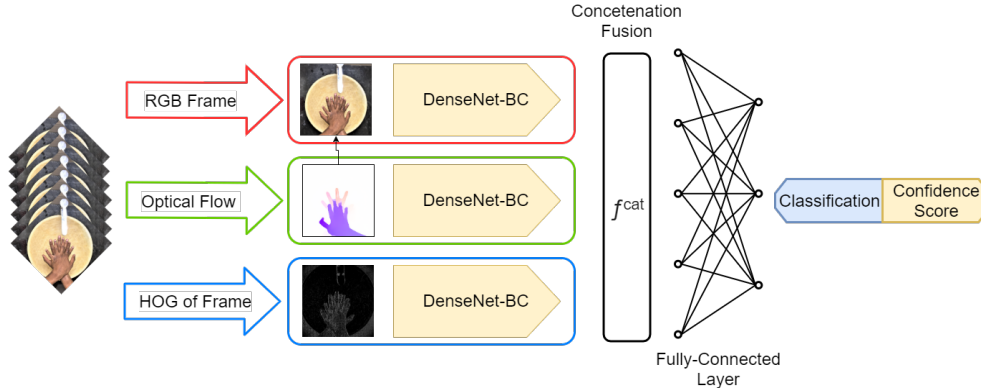 Concetenation
Fusion
RGB Frame
DenseNet-BC
Optical Flow
DenseNet-BC
f^cat
Classification
Confidence
Score
HOG of Frame
DenseNet-BC
Fully-Connected
Layer